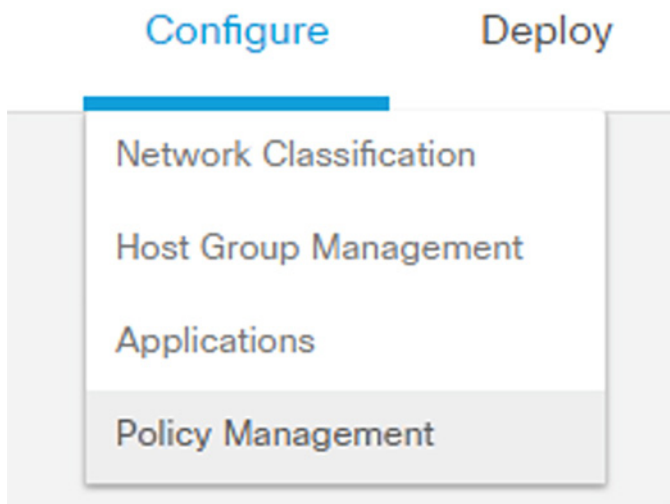 Configure Deploy
Network Classification
Host Group Management
Applications
Policy Management